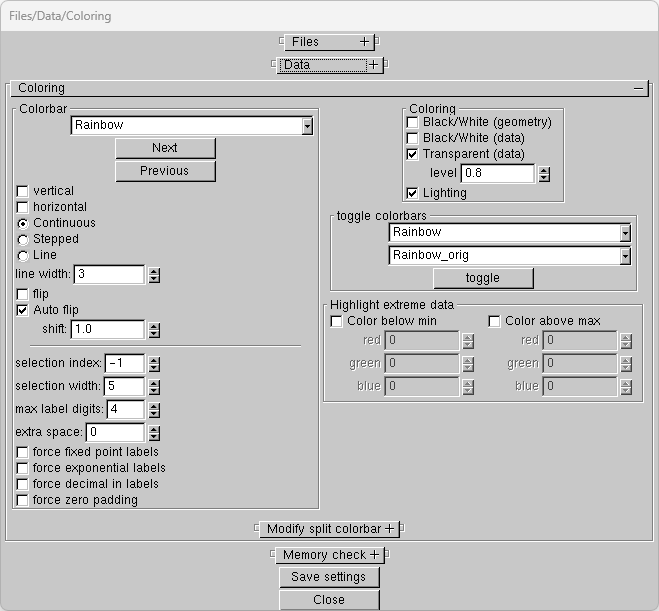 Files/Data/Coloring
Files +
Data +
Coloring −
Colorbar
Rainbow
Next
Previous
vertical
horizontal
Continuous
Stepped
Line
line width: 3
flip
Auto flip
shift: 1.0
selection index: -1
selection width: 5
max label digits: 4
extra space: 0
force fixed point labels
force exponential labels
force decimal in labels
force zero padding
Coloring
Black/White (geometry)
Black/White (data)
Transparent (data)
level 0.8
Lighting
toggle colorbars
Rainbow
Rainbow_orig
toggle
Highlight extreme data
Color below min
red 0
green 0
blue 0
Color above max
red 0
green 0
blue 0
Modify split colorbar +
Memory check +
Save settings
Close